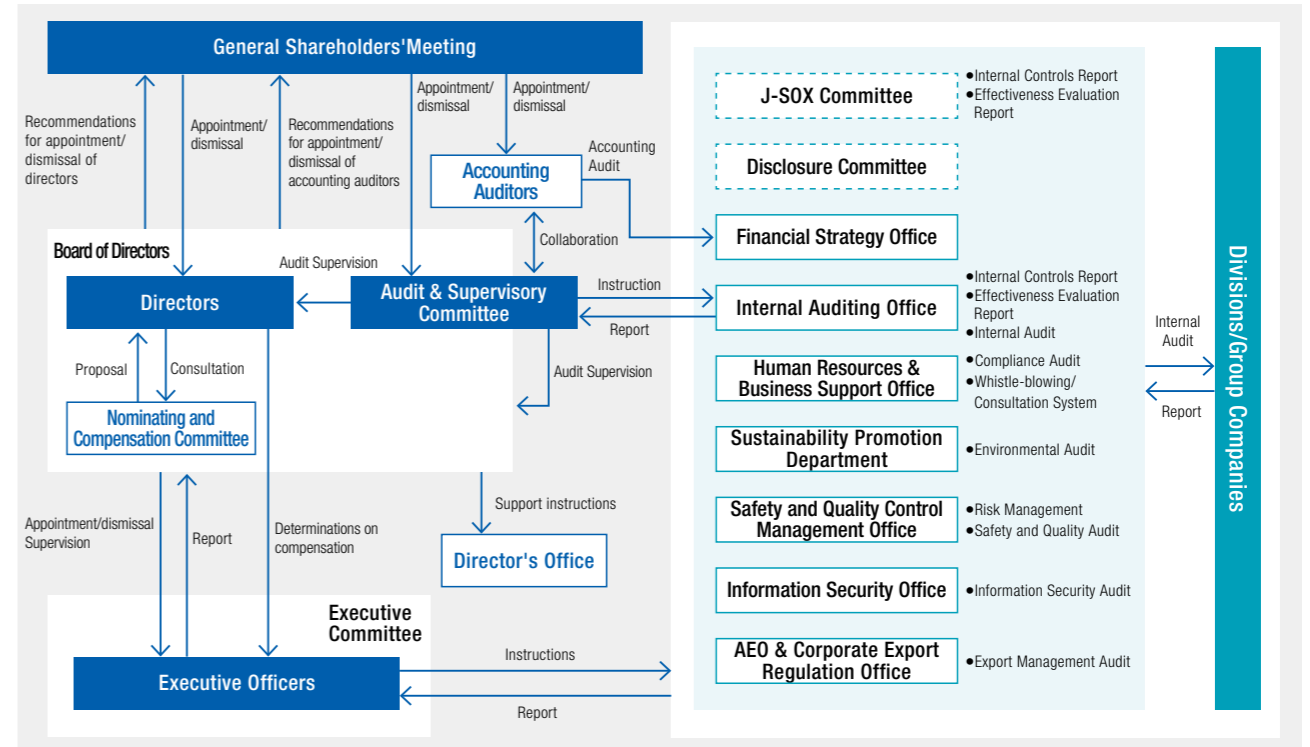 General Shareholders'Meeting
Recommendations
for appointment/
dismissal of
directors
Appointment/
dismissal
Recommendations
for appointment/
dismissal of
accounting auditors
Appointment/
dismissal
Appointment/
dismissal
Accounting
Auditors
Accounting
Audit
Collaboration
Board of Directors
Audit Supervision
Directors
Audit & Supervisory
Committee
Instruction
Report
Proposal
Consultation
Audit Supervision
Nominating and
Compensation Committee
Appointment/dismissal
Supervision
Report
Determinations on
compensation
Support instructions
Director's Office
Executive
Committee
Executive Officers
Instructions
Report
J-SOX Committee
●Internal Controls Report
●Effectiveness Evaluation
Report
Disclosure Committee
Financial Strategy Office
Internal Auditing Office
●Internal Controls Report
●Effectiveness Evaluation
Report
●Internal Audit
Human Resources &
Business Support Office
●Compliance Audit
●Whistle-blowing/
Consultation System
Sustainability Promotion
Department
●Environmental Audit
Safety and Quality Control
Management Office
●Risk Management
●Safety and Quality Audit
Information Security Office
●Information Security Audit
AEO & Corporate Export
Regulation Office
●Export Management Audit
Internal
Audit
Report
Divisions/Group Companies